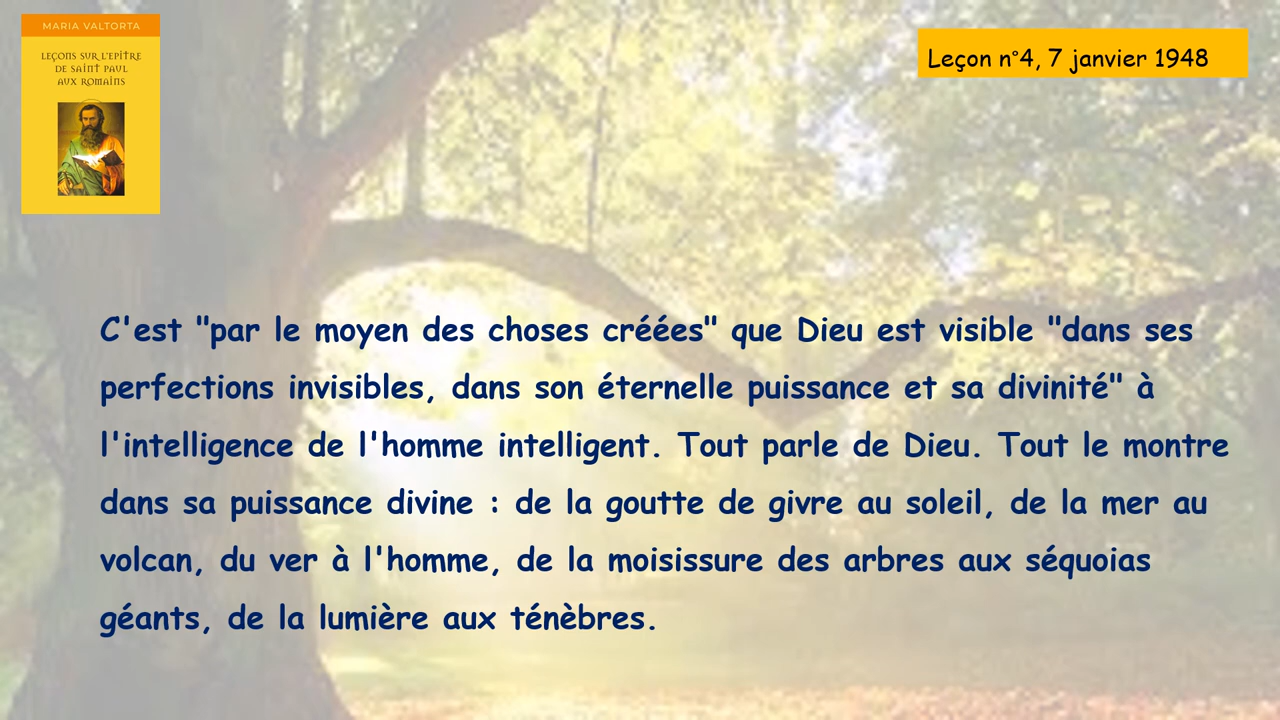 MARIA VALTORTA
LEÇONS SUR L'EPÎTRE
DE SAINT PAUL
AUX ROMAINS
Leçon n°4, 7 janvier 1948
C'est "par le moyen des choses créées" que Dieu est visible "dans ses
perfections invisibles, dans son éternelle puissance et sa divinité" à
l'intelligence de l'homme intelligent. Tout parle de Dieu. Tout le montre
dans sa puissance divine : de la goutte de givre au soleil, de la mer au
volcan, du ver à l'homme, de la moisissure des arbres aux séquoias
géants, de la lumière aux ténèbres.